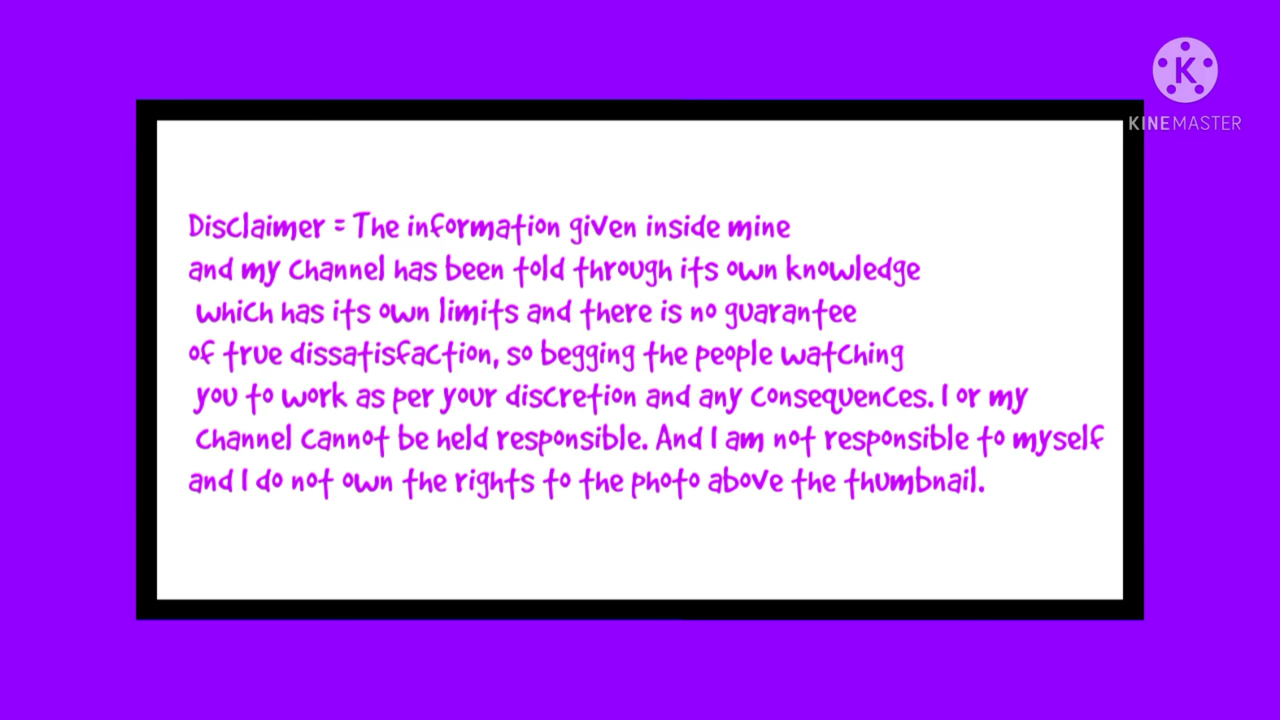 K
KINEMASTER
Disclaimer = The information given inside mine
and my channel has been told through its own knowledge
which has its own limits and there is no guarantee
of true dissatisfaction, so begging the people watching
you to work as per your discretion and any consequences. I or my
channel cannot be held responsible. And I am not responsible to myself
and I do not own the rights to the photo above the thumbnail.